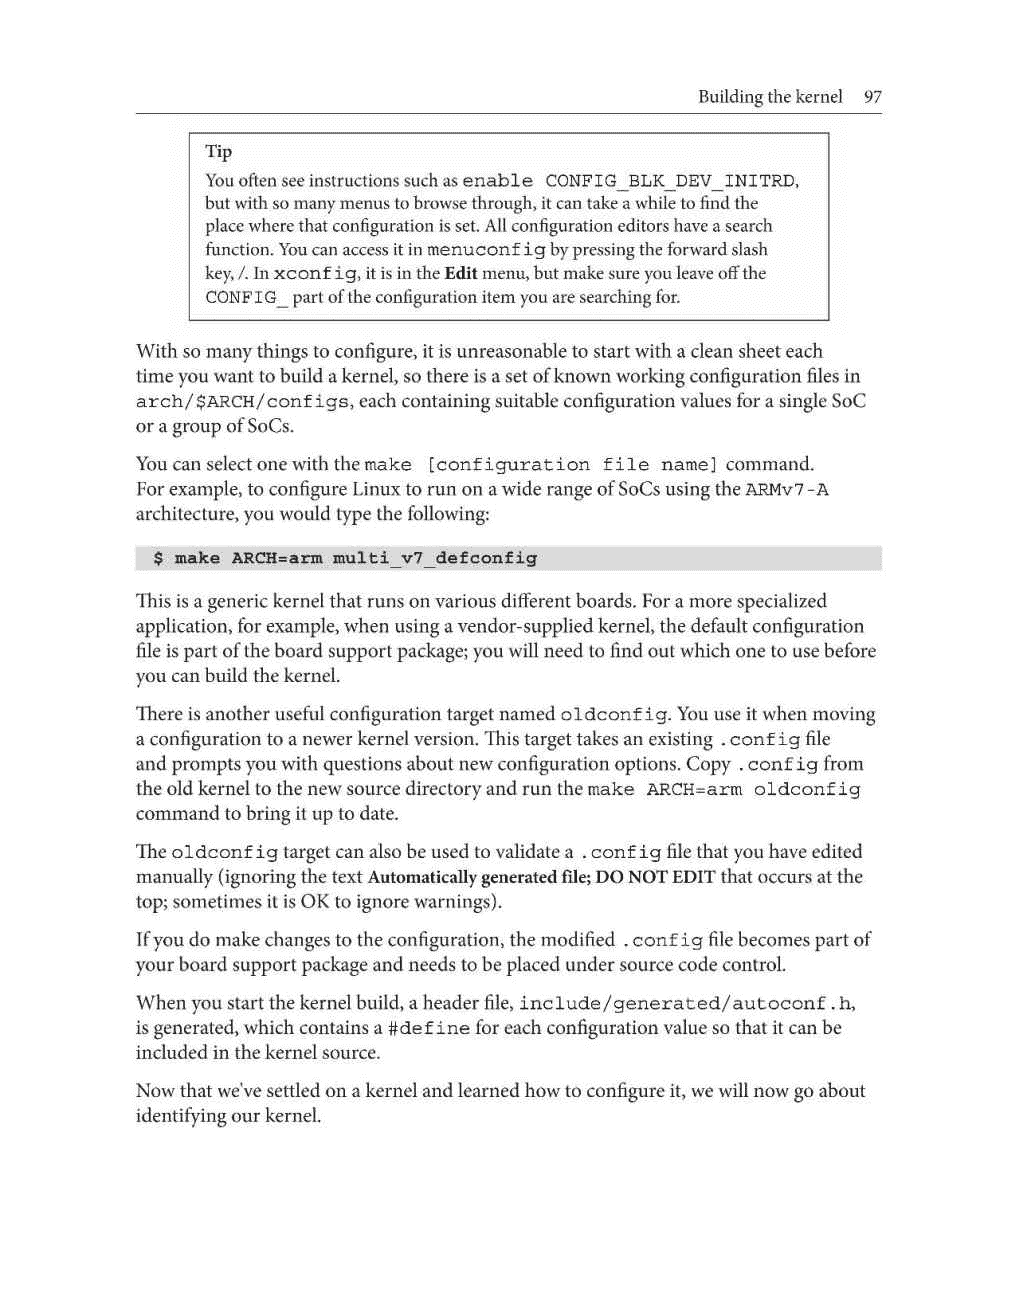 Building the kernel 97
Tip
You often see instructions such as enable CONFIG_BLK_DEV_INITRD,
but with so many menus to browse through, it can take a while to find the
place where that configuration is set. All configuration editors have a search
function. You can access it in menuconfig by pressing the forward slash
key, /. In xconfig, it is in the Edit menu, but make sure you leave off the
CONFIG_ part of the configuration item you are searching for.
With so many things to configure, it is unreasonable to start with a clean sheet each
time you want to build a kernel, so there is a set of known working configuration files in
arch/$ARCH/configs, each containing suitable configuration values for a single SoC
or a group of SoCs.
You can select one with the make [configuration file name] command.
For example, to configure Linux to run on a wide range of SoCs using the ARMv7-A
architecture, you would type the following:
$ make ARCH=arm multi_v7_defconfig
This is a generic kernel that runs on various different boards. For a more specialized
application, for example, when using a vendor-supplied kernel, the default configuration
file is part of the board support package; you will need to find out which one to use before
you can build the kernel.
There is another useful configuration target named oldconfig. You use it when moving
a configuration to a newer kernel version. This target takes an existing .config file
and prompts you with questions about new configuration options. Copy .config from
the old kernel to the new source directory and run the make ARCH=arm oldconfig
command to bring it up to date.
The oldconfig target can also be used to validate a .config file that you have edited
manually (ignoring the text Automatically generated file; DO NOT EDIT that occurs at the
top; sometimes it is OK to ignore warnings).
If you do make changes to the configuration, the modified .config file becomes part of
your board support package and needs to be placed under source code control.
When you start the kernel build, a header file, include/generated/autoconf.h,
is generated, which contains a #define for each configuration value so that it can be
included in the kernel source.
Now that we've settled on a kernel and learned how to configure it, we will now go about
identifying our kernel.